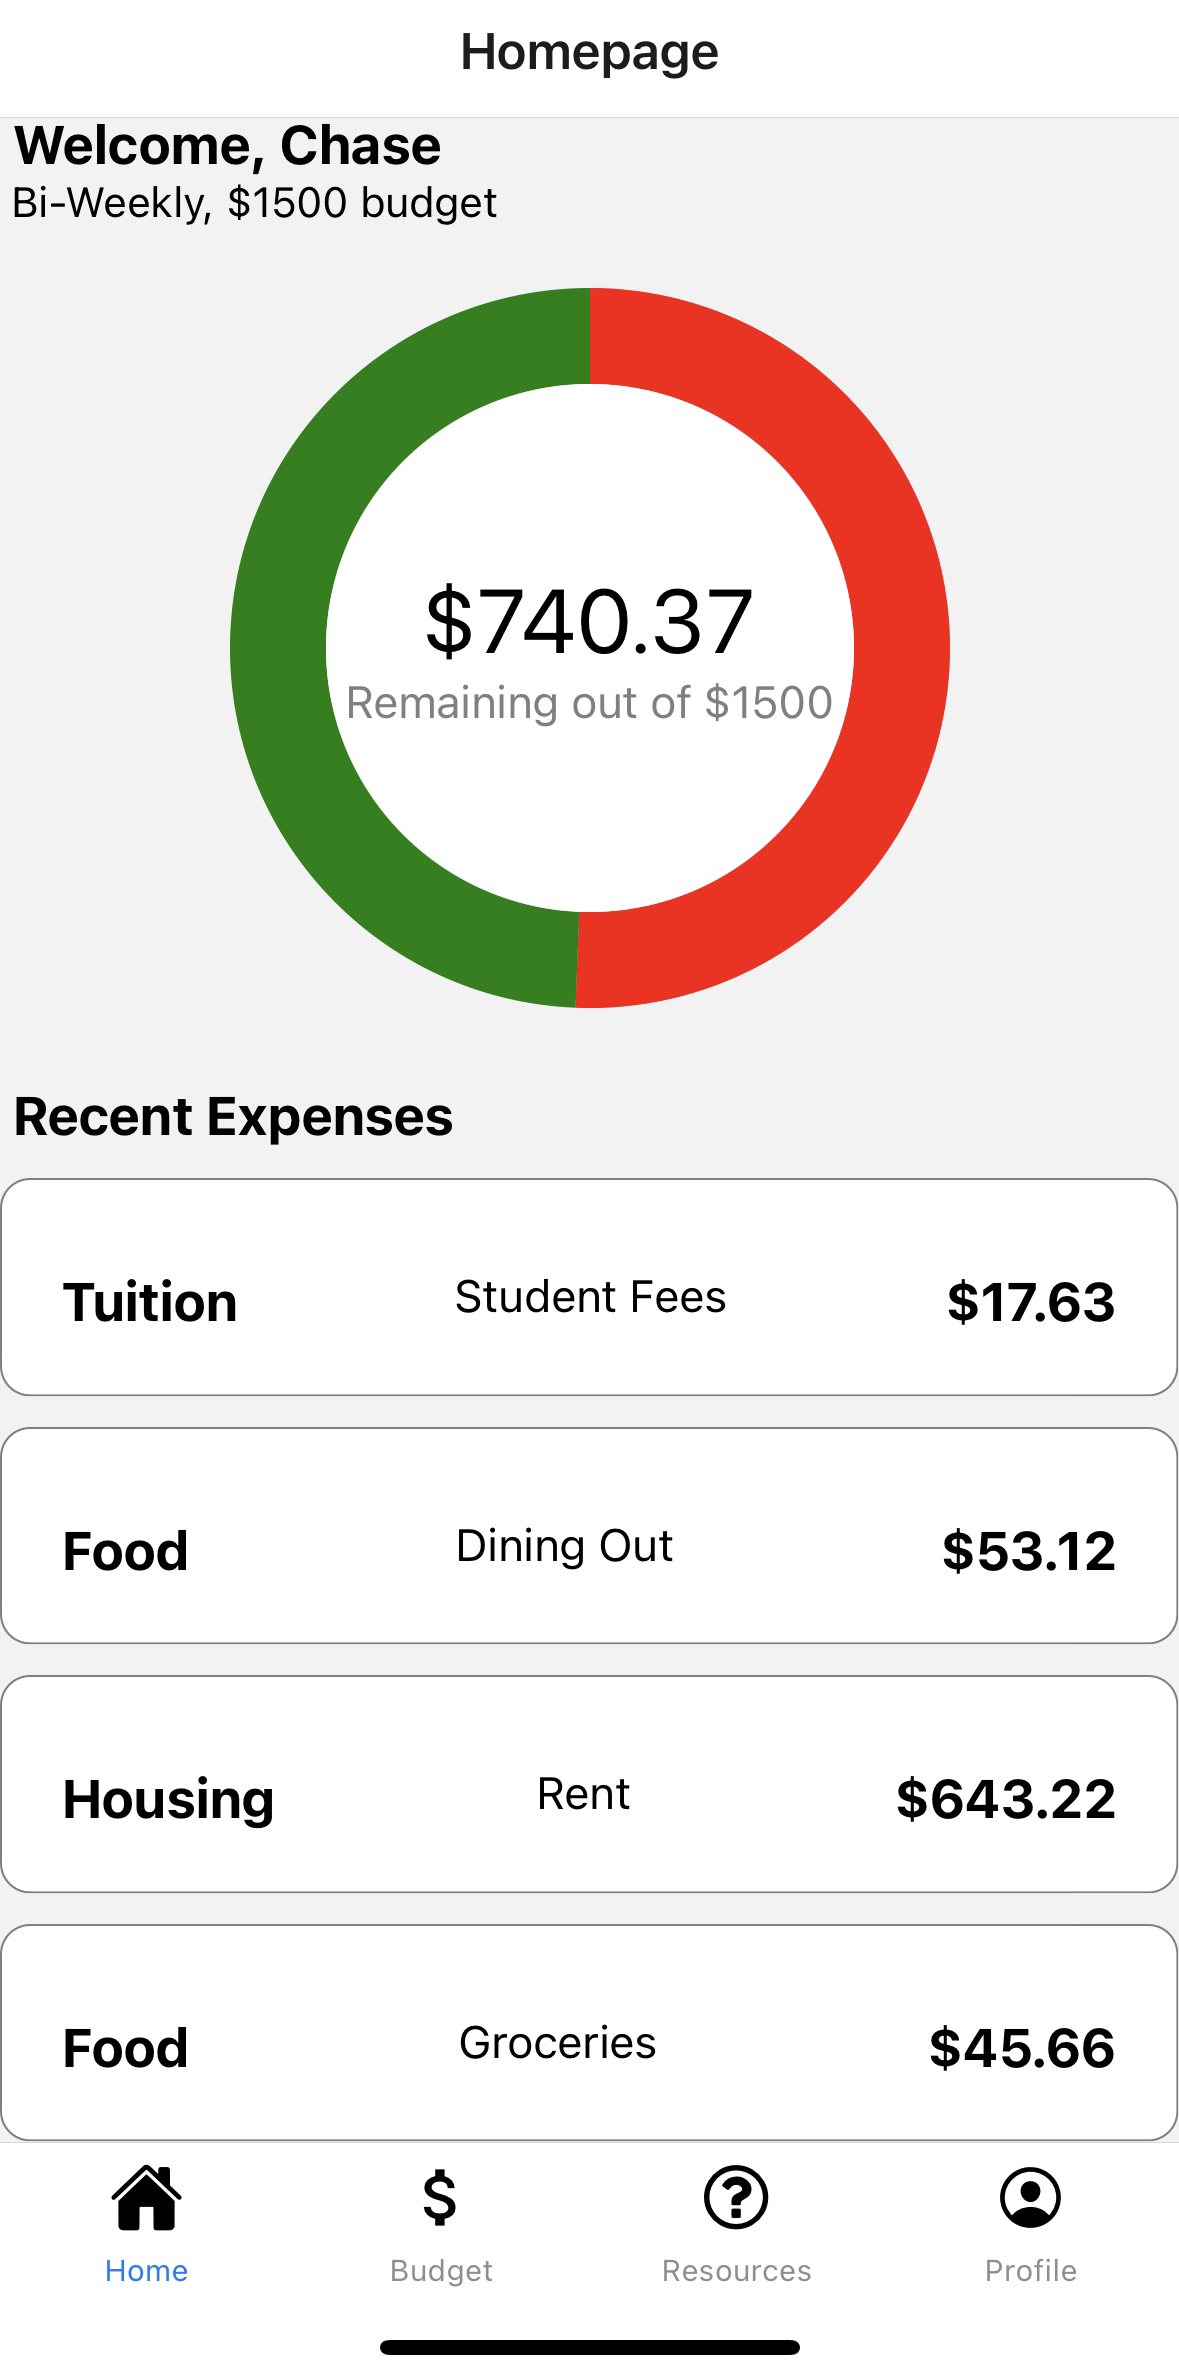 Homepage
Welcome, Chase
Bi-Weekly, $1500 budget
$740.37
Remaining out of $1500
Recent Expenses
Tuition Student Fees $17.63
Food Dining Out $53.12
Housing Rent $643.22
Food Groceries $45.66
Home Budget Resources Profile